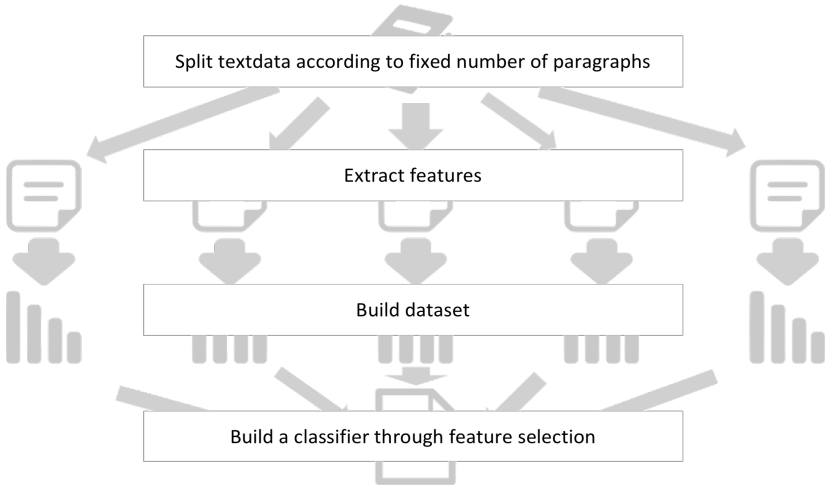 Split textdata according to fixed number of paragraphs
Extract features
Build dataset
Build a classifier through feature selection